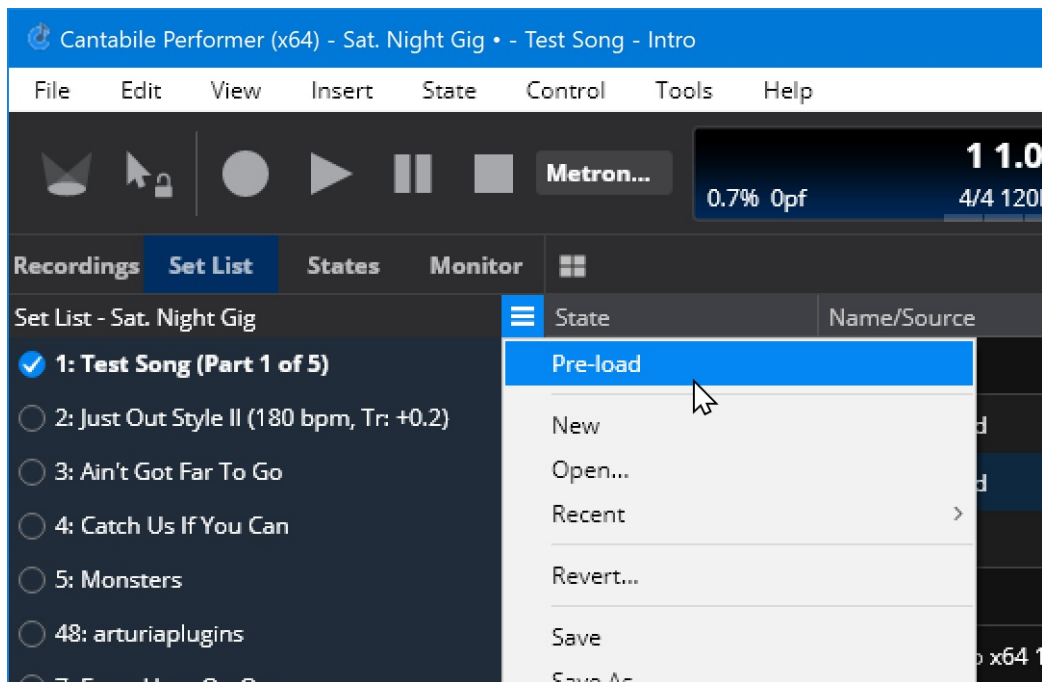 Cantabile Performer (x64) - Sat. Night Gig • - Test Song - Intro
File Edit View Insert State Control Tools Help
Metron...
1 1.0
0.7% 0pf
4/4 120
Recordings Set List States Monitor
Set List - Sat. Night Gig
State
Name/Source
1: Test Song (Part 1 of 5)
2: Just Out Style II (180 bpm, Tr: +0.2)
3: Ain't Got Far To Go
4: Catch Us If You Can
5: Monsters
48: arturiaplugins
Pre-load
New
Open...
Recent
Revert...
Save
Save As
d
d
x64 1